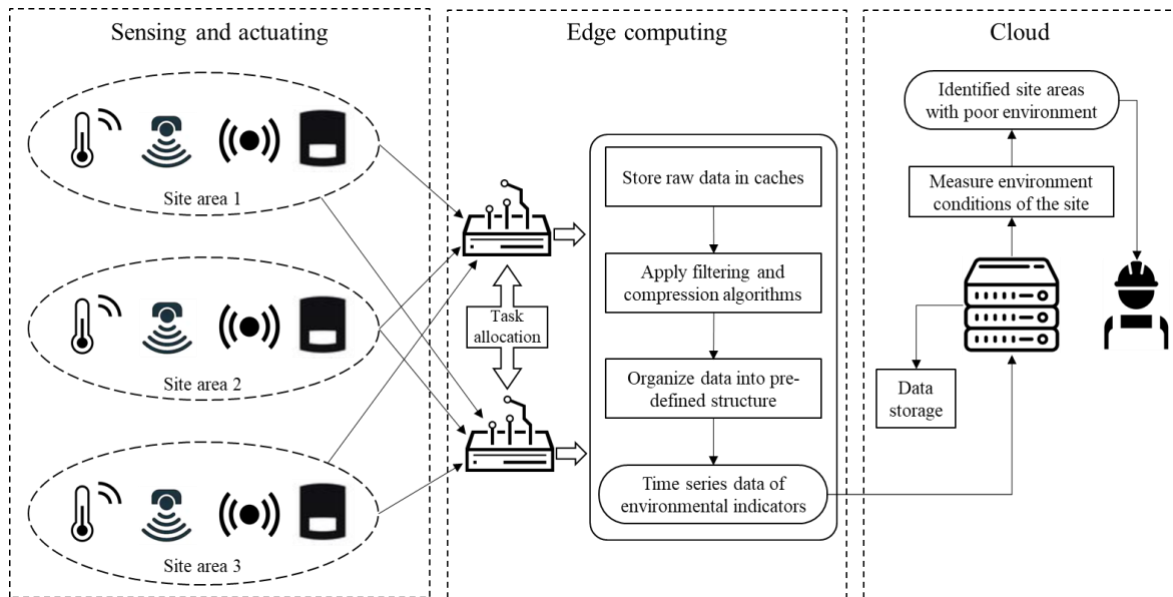 Sensing and actuating
Site area 1
Site area 2
Site area 3
Edge computing
Task
allocation
Store raw data in caches
Apply filtering and
compression algorithms
Organize data into pre-
defined structure
Time series data of
environmental indicators
Cloud
Identified site areas
with poor environment
Measure environment
conditions of the site
Data
storage